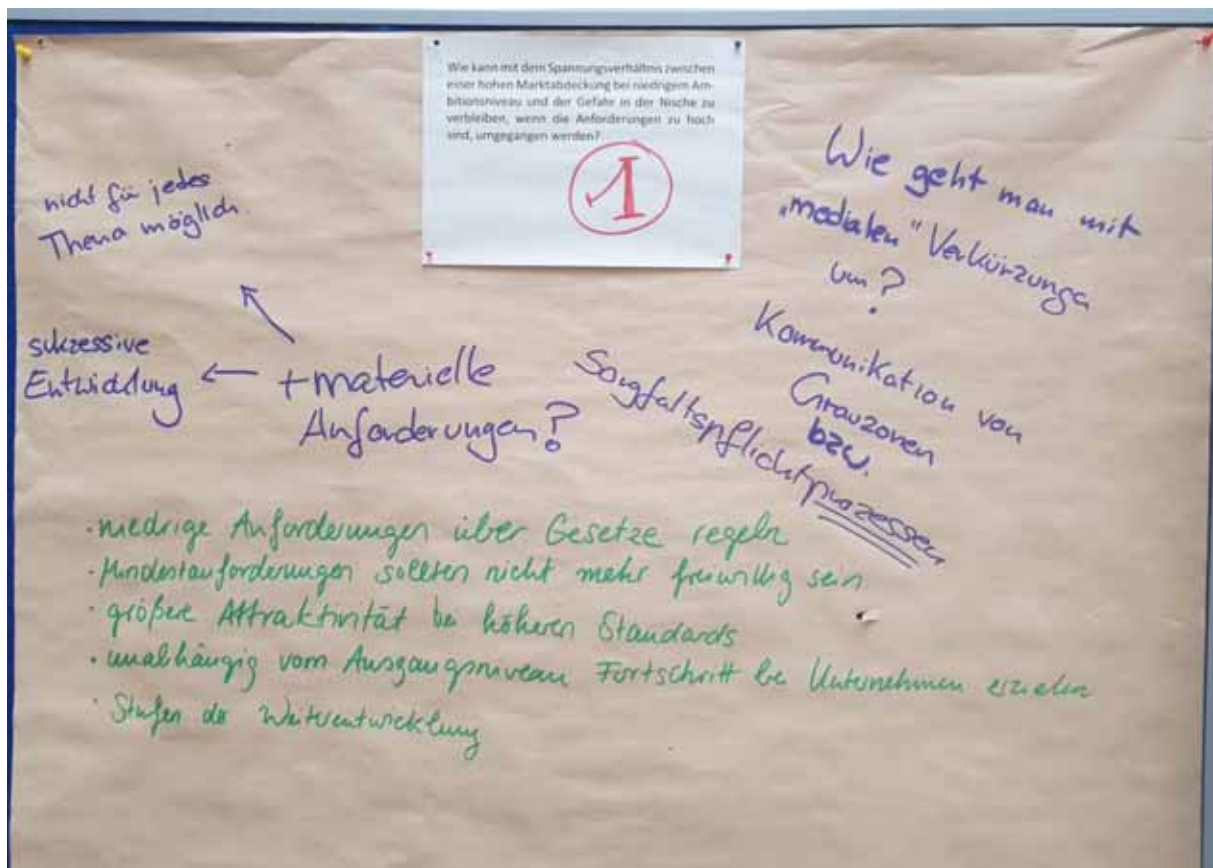 Wie kann mit dem Spannungsverhältnis zwischen
einer hohen Marktabdeckung bei niedrigem Am-
bitionsniveau und der Gefahr in der Nische zu
verbleiben, wenn die Anforderungen zu hoch
sind, umgegangen werden?
1
nicht für jedes
Thema möglich
sukzessive
Entwicklung
+ materielle
Anforderungen?
Wie geht man mit
„medialen" Verkürzunga
um?
Kommunikation von
Grauzonen
bzw.
Sorgfaltspflichtprozessen
· niedrige Anforderungen über Gesetze regeln
· Mindestanforderungen sollten nicht mehr freiwillig sein
· größere Attraktivität bei höheren Standards
· unabhängig vom Ausgangsniveau Fortschritt bei Unternehmen erzielen
· Stufen der Weiterentwicklung